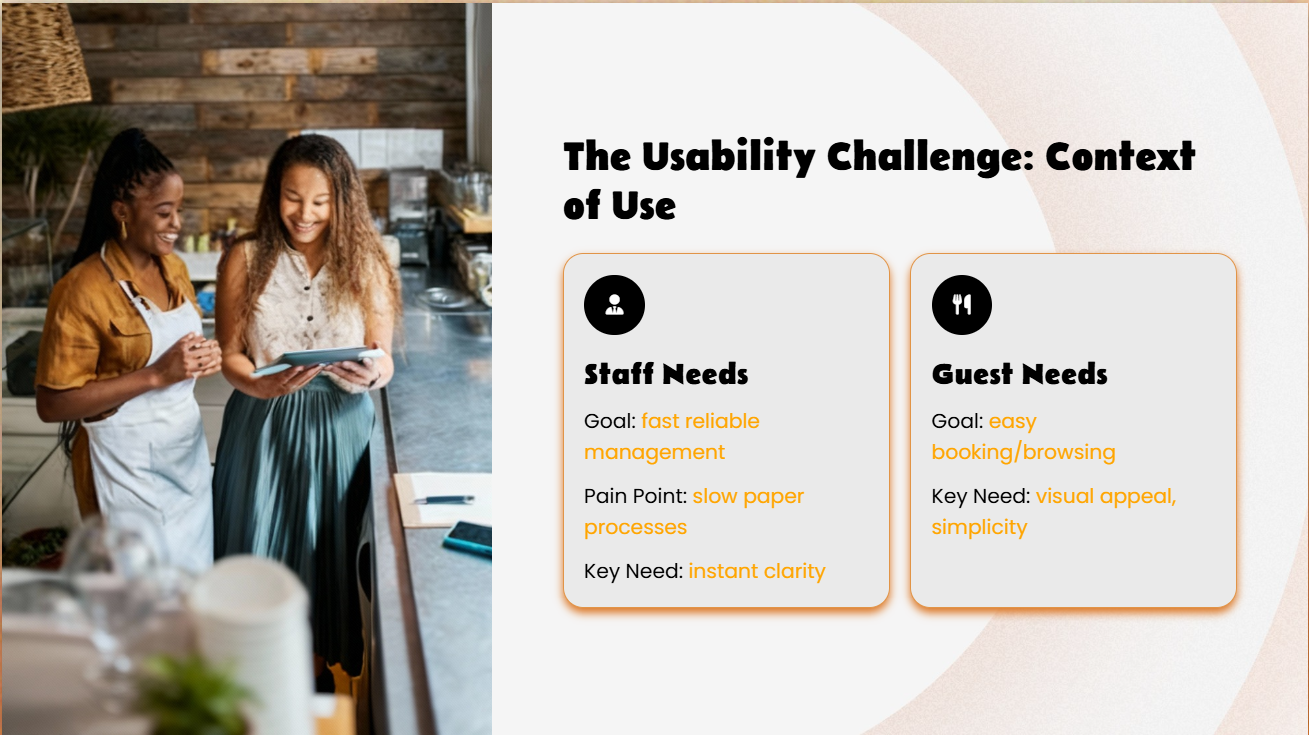 The Usability Challenge: Context
of Use
Staff Needs
Goal: fast reliable
management
Pain Point: slow paper
processes
Key Need: instant clarity
Guest Needs
Goal: easy
booking/browsing
Key Need: visual appeal,
simplicity